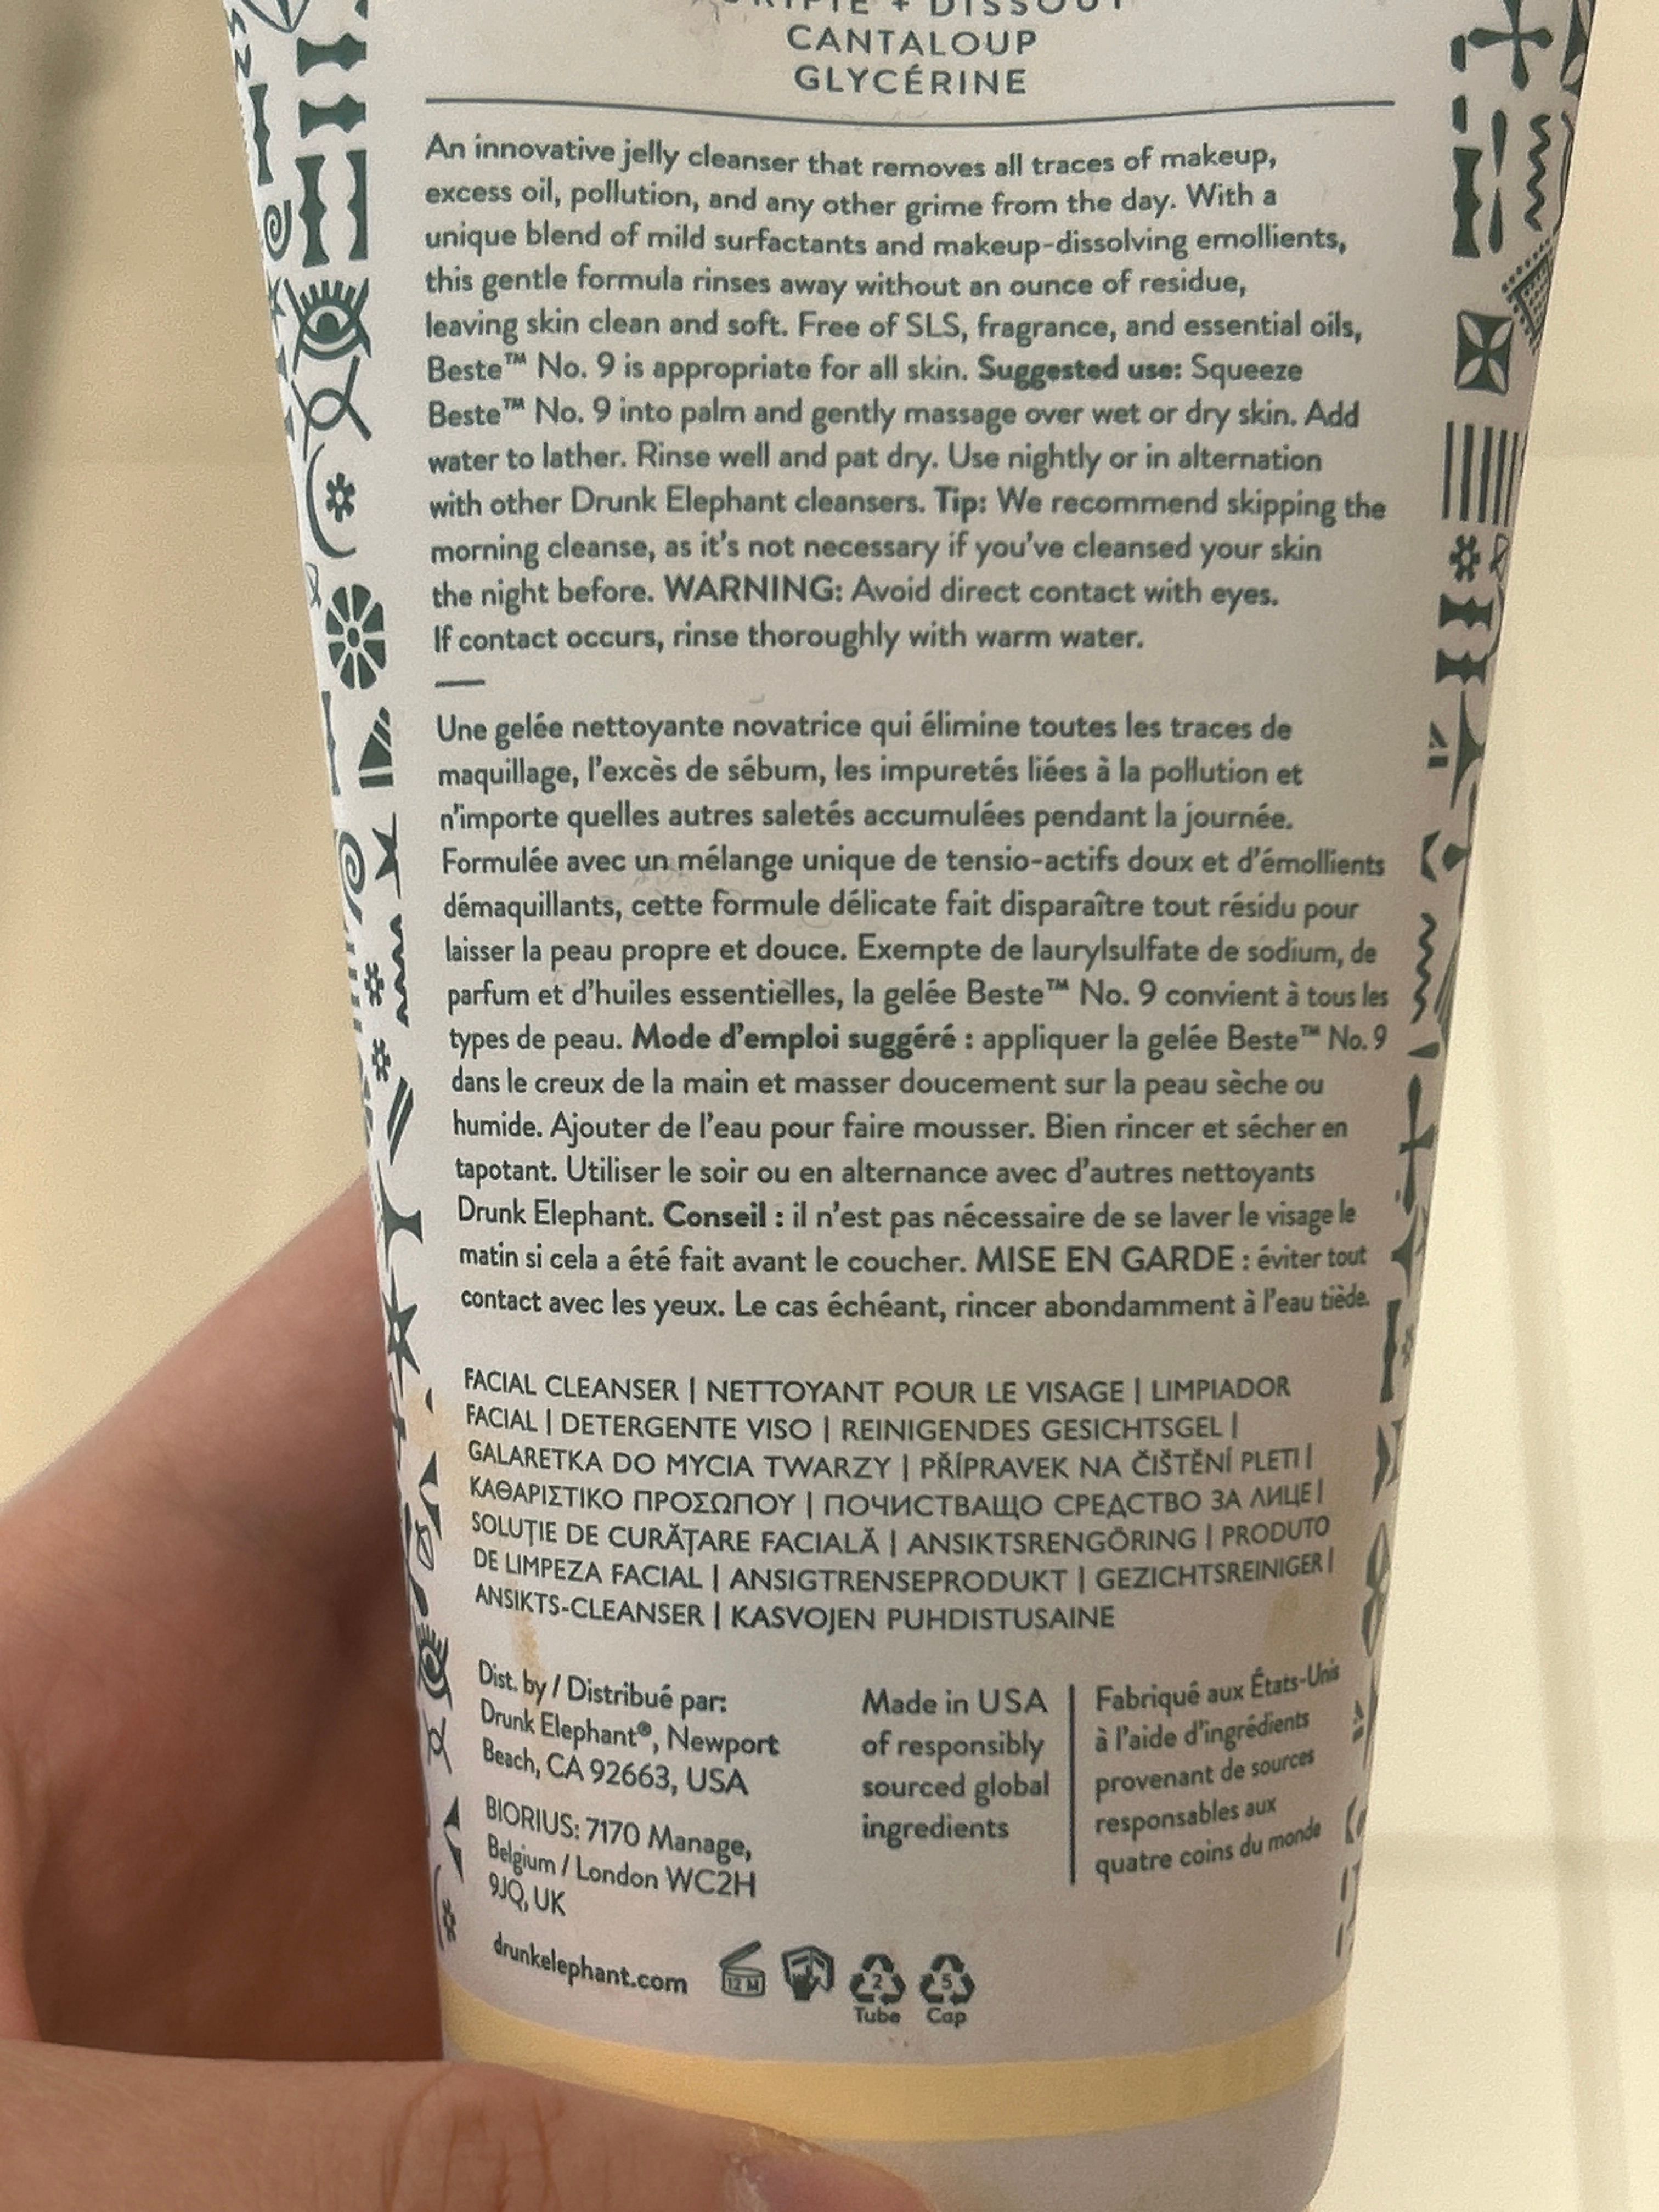 + DISSOUT
CANTALOUP
GLYCÉRINE
An innovative jelly cleanser that removes all traces of makeup,
excess oil, pollution, and any other grime from the day. With a
unique blend of mild surfactants and makeup-dissolving emollients,
this gentle formula rinses away without an ounce of residue,
leaving skin clean and soft. Free of SLS, fragrance, and essential oils,
Beste™ No. 9 is appropriate for all skin. Suggested use: Squeeze
Beste™ No. 9 into palm and gently massage over wet or dry skin. Add
water to lather. Rinse well and pat dry. Use nightly or in alternation
with other Drunk Elephant cleansers. Tip: We recommend skipping the
morning cleanse, as it's not necessary if you've cleansed your skin
the night before. WARNING: Avoid direct contact with eyes.
If contact occurs, rinse thoroughly with warm water.
Une gelée nettoyante novatrice qui élimine toutes les traces de
maquillage, l'excès de sébum, les impuretés liées à la pollution et
n'importe quelles autres saletés accumulées pendant la journée.
Formulée avec un mélange unique de tensio-actifs doux et d'émollients
démaquillants, cette formule délicate fait disparaître tout résidu pour
laisser la peau propre et douce. Exempte de laurylsulfate de sodium, de
parfum et d'huiles essentielles, la gelée Beste™ No. 9 convient à tous les
types de peau. Mode d'emploi suggéré : appliquer la gelée Beste™ No. 9
dans le creux de la main et masser doucement sur la peau sèche ou
humide. Ajouter de l'eau pour faire mousser. Bien rincer et sécher en
tapotant. Utiliser le soir ou en alternance avec d'autres nettoyants
Drunk Elephant. Conseil : il n'est pas nécessaire de se laver le visage le
matin si cela a été fait avant le coucher. MISE EN GARDE : éviter tout
contact avec les yeux. Le cas échéant, rincer abondamment à l'eau tiède.
FACIAL CLEANSER | NETTOYANT POUR LE VISAGE | LIMPIADOR
FACIAL | DETERGENTE VISO | REINIGENDES GESICHTSGEL |
GALARETKA DO MYCIA TWARZY | PŘÍPRAVEK NA ČIŠTĚNÍ PLETI |
ΚΑΘΑΡΙΣΤΙΚΟ ΠΡΟΣΩΠΟΥ | ПОЧИСТВАЩО СРЕДСТВО ЗА ЛИЦЕ |
SOLUȚIE DE CURĂȚARE FACIALĂ | ANSIKTSRENGÖRING | PRODUTO
DE LIMPEZA FACIAL | ANSIGTRENSEPRODUKT | GEZICHTSREINIGER |
ANSIKTS-CLEANSER | KASVOJEN PUHDISTUSAINE
Dist. by / Distribué par:
Drunk Elephant®, Newport
Beach, CA 92663, USA
BIORIUS: 7170 Manage,
Belgium / London WC2H
9JQ, UK
drunkelephant.com
Made in USA
of responsibly
sourced global
ingredients
Fabriqué aux États-Unis
à l'aide d'ingrédients
provenant de sources
responsables aux
quatre coins du monde
12 M
2
Tube
5
Cap